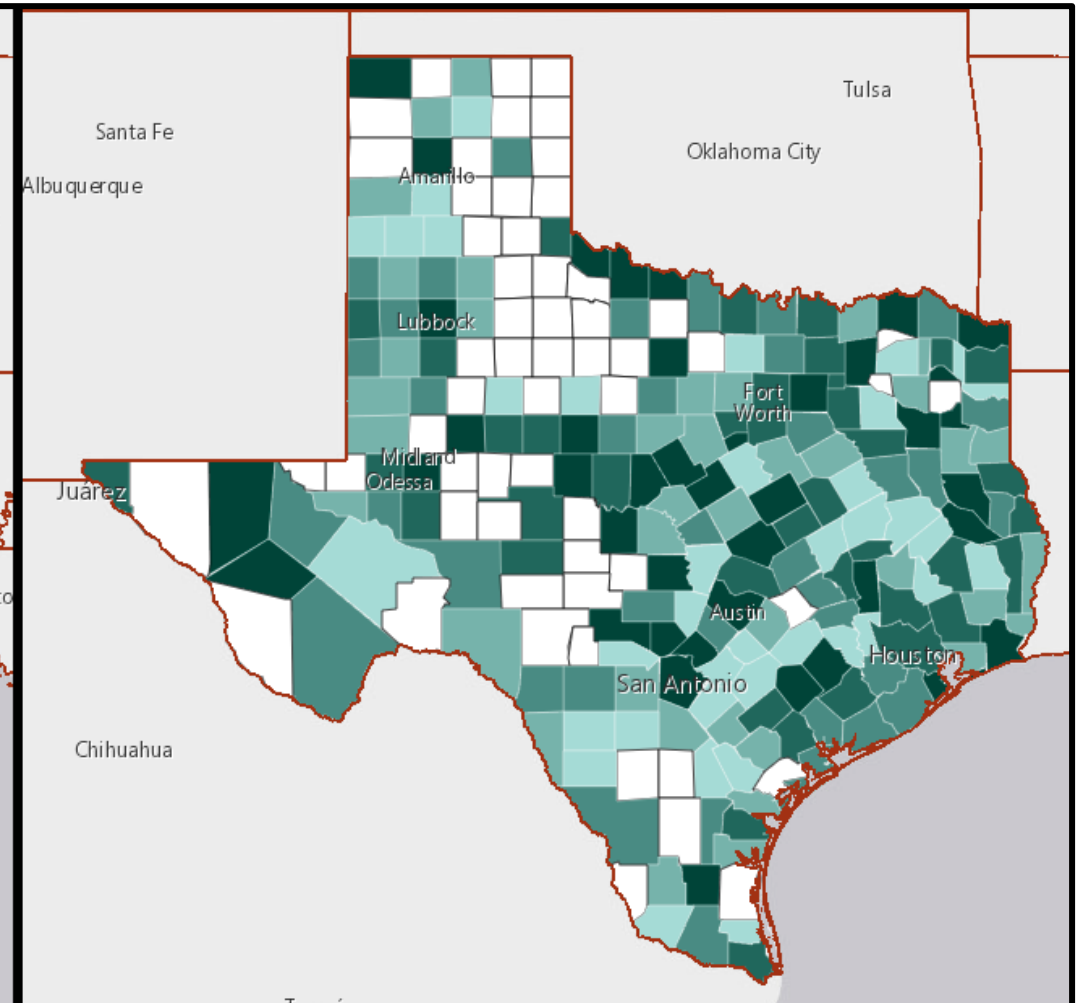 Tulsa
Santa Fe
Oklahoma City
Amarillo
Albuquerque
Lubbock
Fort
Worth
Midland
Odessa
Juárez
Austin
Houston
San Antonio
Chihuahua